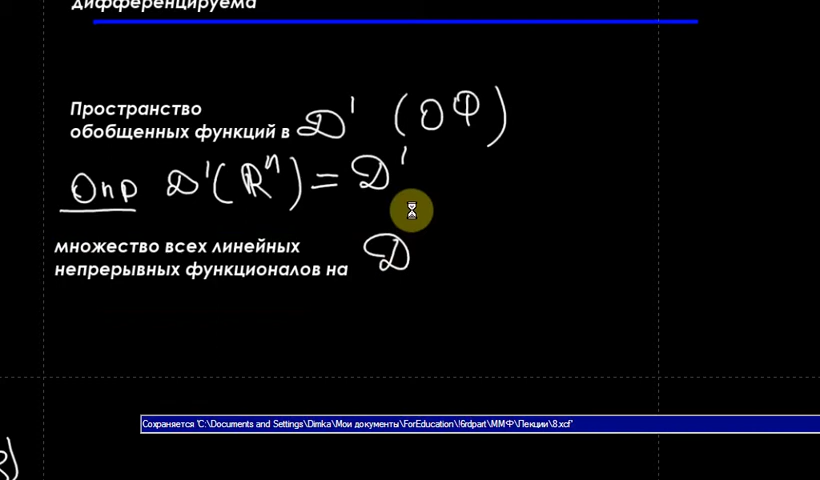 дифференцируема
Пространство
обобщенных функций в D' (ОФ)
Опр D'(ℝⁿ) = D'
множество всех линейных
непрерывных функционалов на D
Сохраняется 'C:\Documents and Settings\Dimka\Мои документы\ForEducation\!6rdpart\ММФ\Лекции\8.xcf'